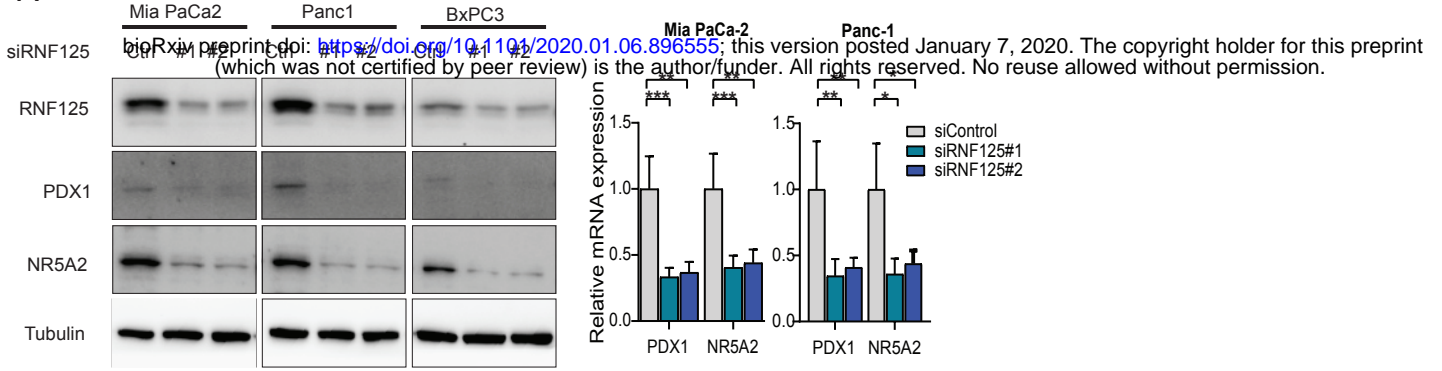 Mia PaCa2 Panc1 BxPC3
siRNF125 Ctrl #1 #2 Ctrl #1 #2 Ctrl #1 #2
bioRxiv preprint doi: https://doi.org/10.1101/2020.01.06.896555; this version posted January 7, 2020. The copyright holder for this preprint
(which was not certified by peer review) is the author/funder. All rights reserved. No reuse allowed without permission.
RNF125
PDX1
NR5A2
Tubulin
Mia PaCa-2 Panc-1
Relative mRNA expression
** ** ** *
*** *** ** *
1.5 1.5
1.0 1.0
0.5 0.5
0.0 0.0
PDX1 NR5A2 PDX1 NR5A2
siControl
siRNF125#1
siRNF125#2